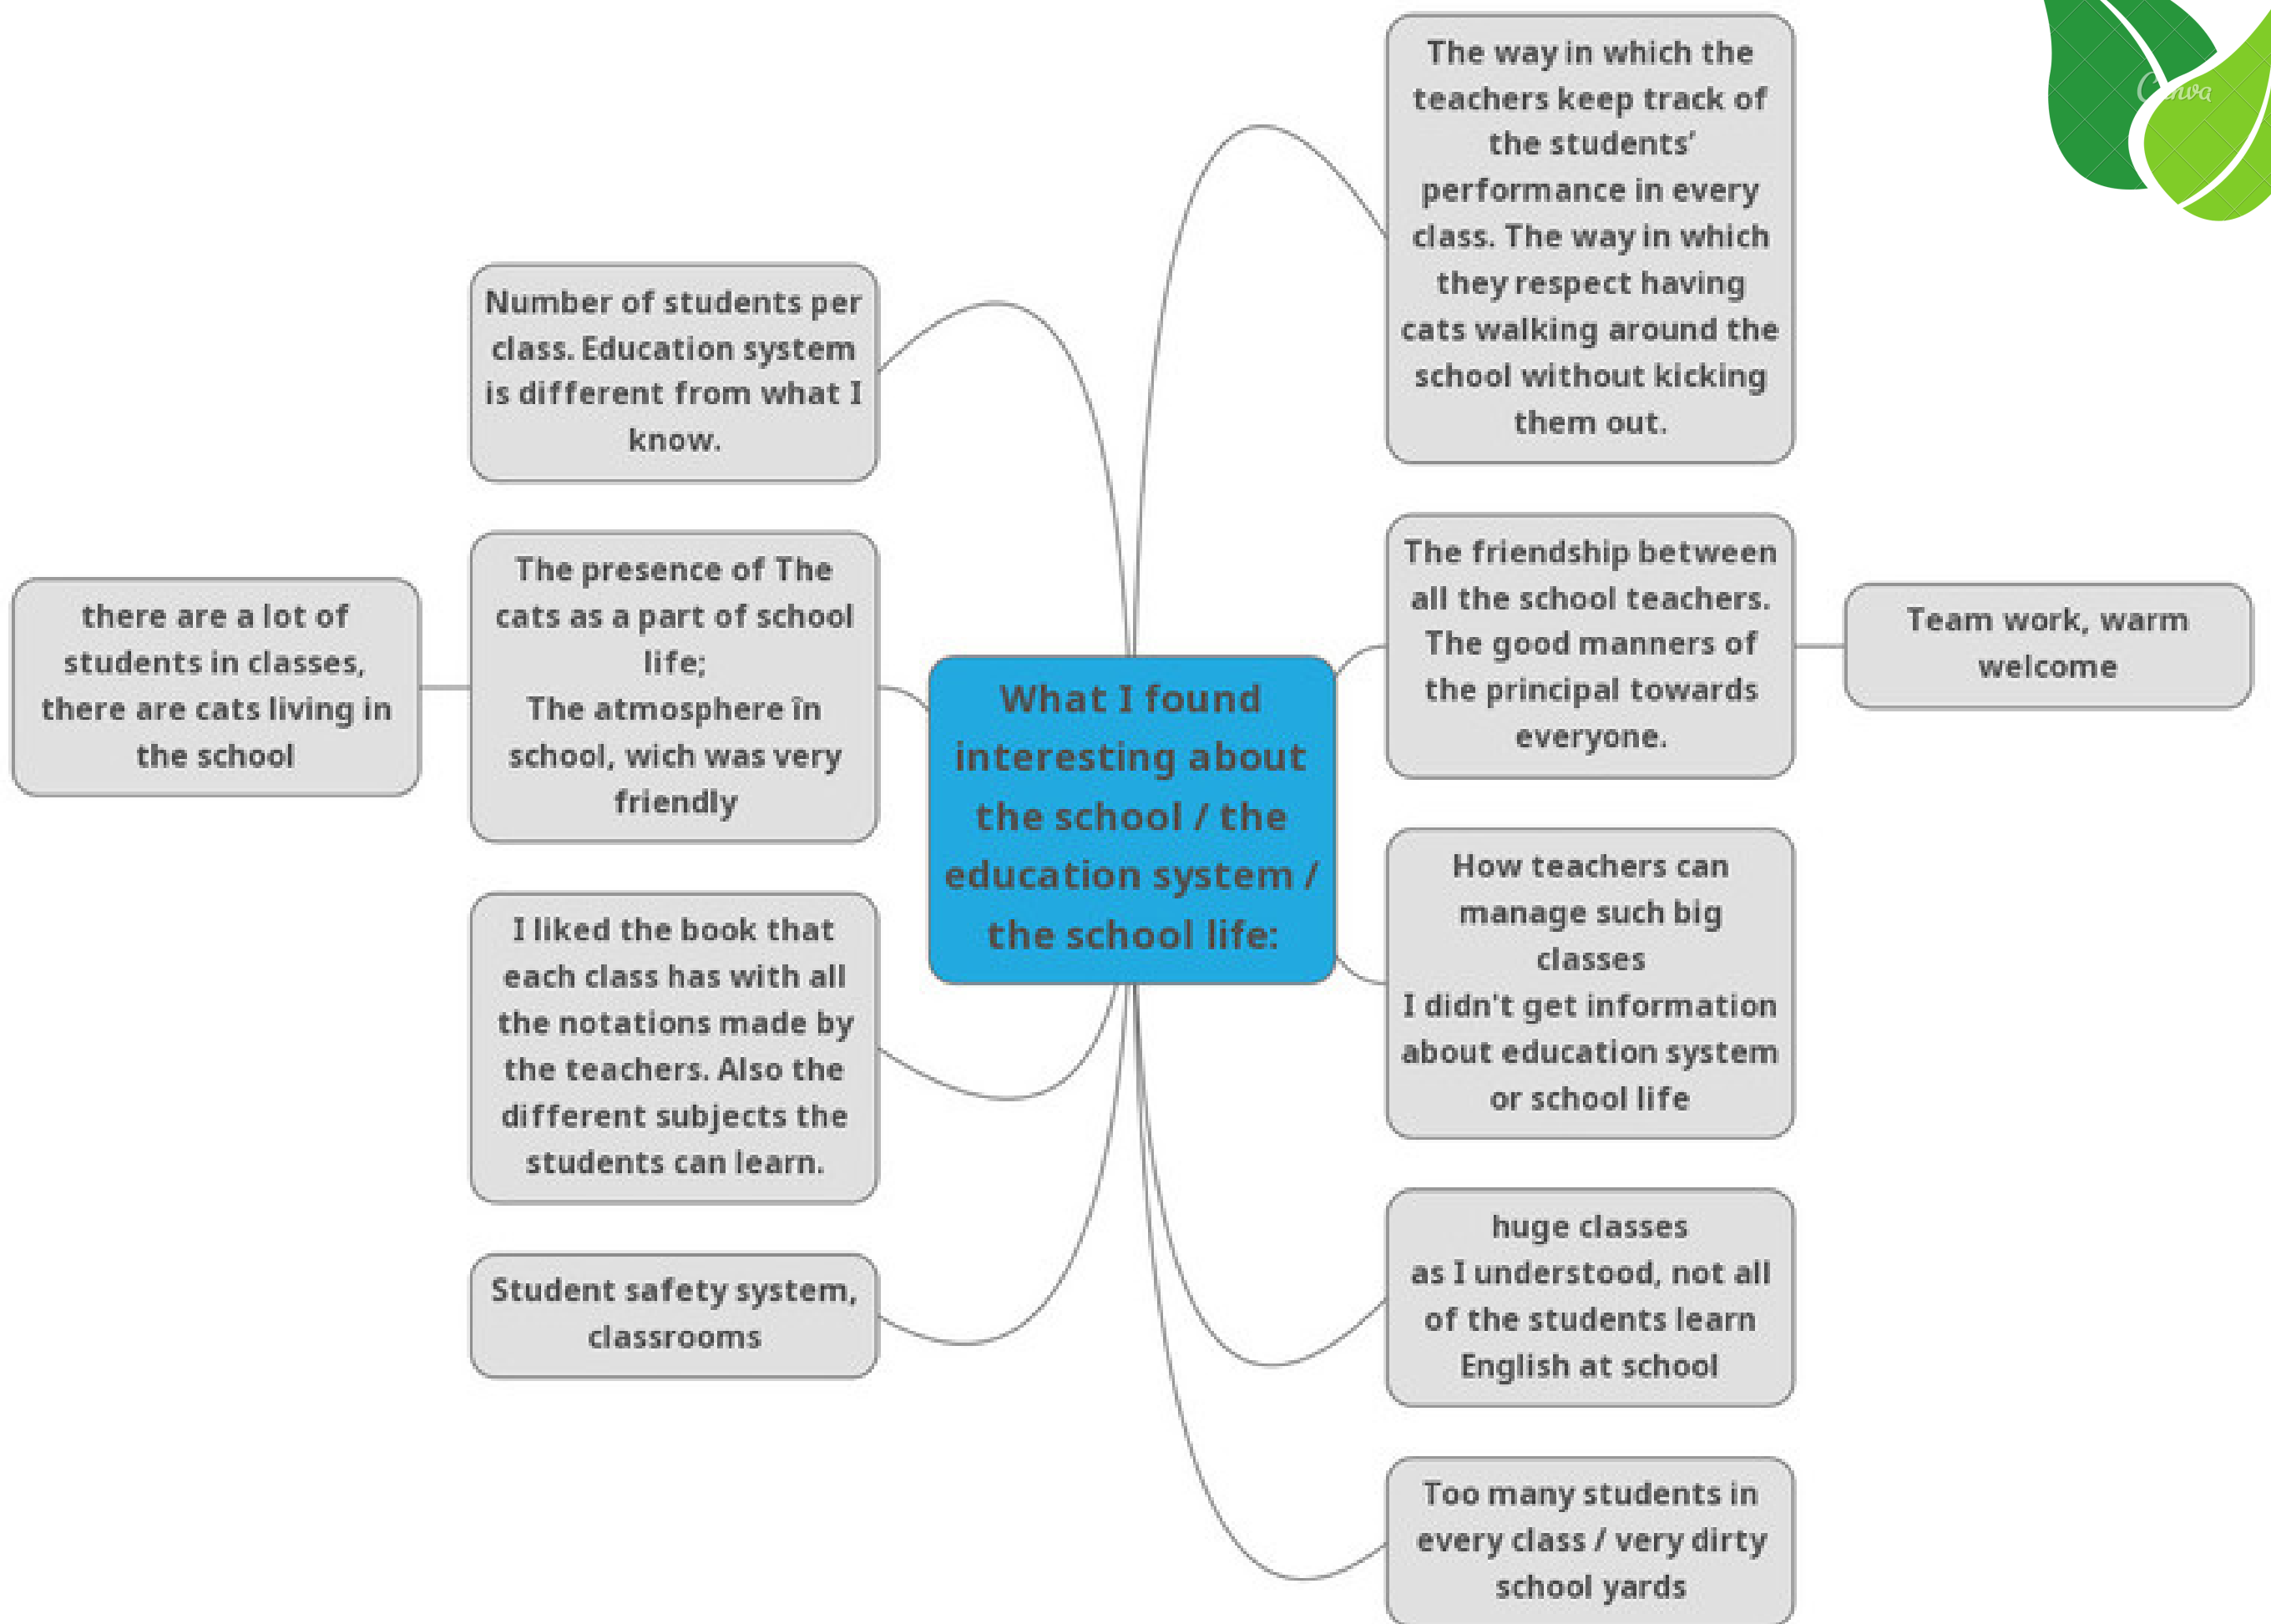 The way in which the
teachers keep track of
the students’
performance in every
class. The way in which
they respect having
cats walking around the
school without kicking
them out.
Canva
Number of students per
class. Education system
is different from what I
know.
The friendship between
all the school teachers.
The good manners of
the principal towards
everyone.
Team work, warm
welcome
there are a lot of
students in classes,
there are cats living in
the school
The presence of The
cats as a part of school
life;
The atmosphere în
school, wich was very
friendly
What I found
interesting about
the school / the
education system /
the school life:
How teachers can
manage such big
classes
I didn't get information
about education system
or school life
I liked the book that
each class has with all
the notations made by
the teachers. Also the
different subjects the
students can learn.
huge classes
as I understood, not all
of the students learn
English at school
Student safety system,
classrooms
Too many students in
every class / very dirty
school yards